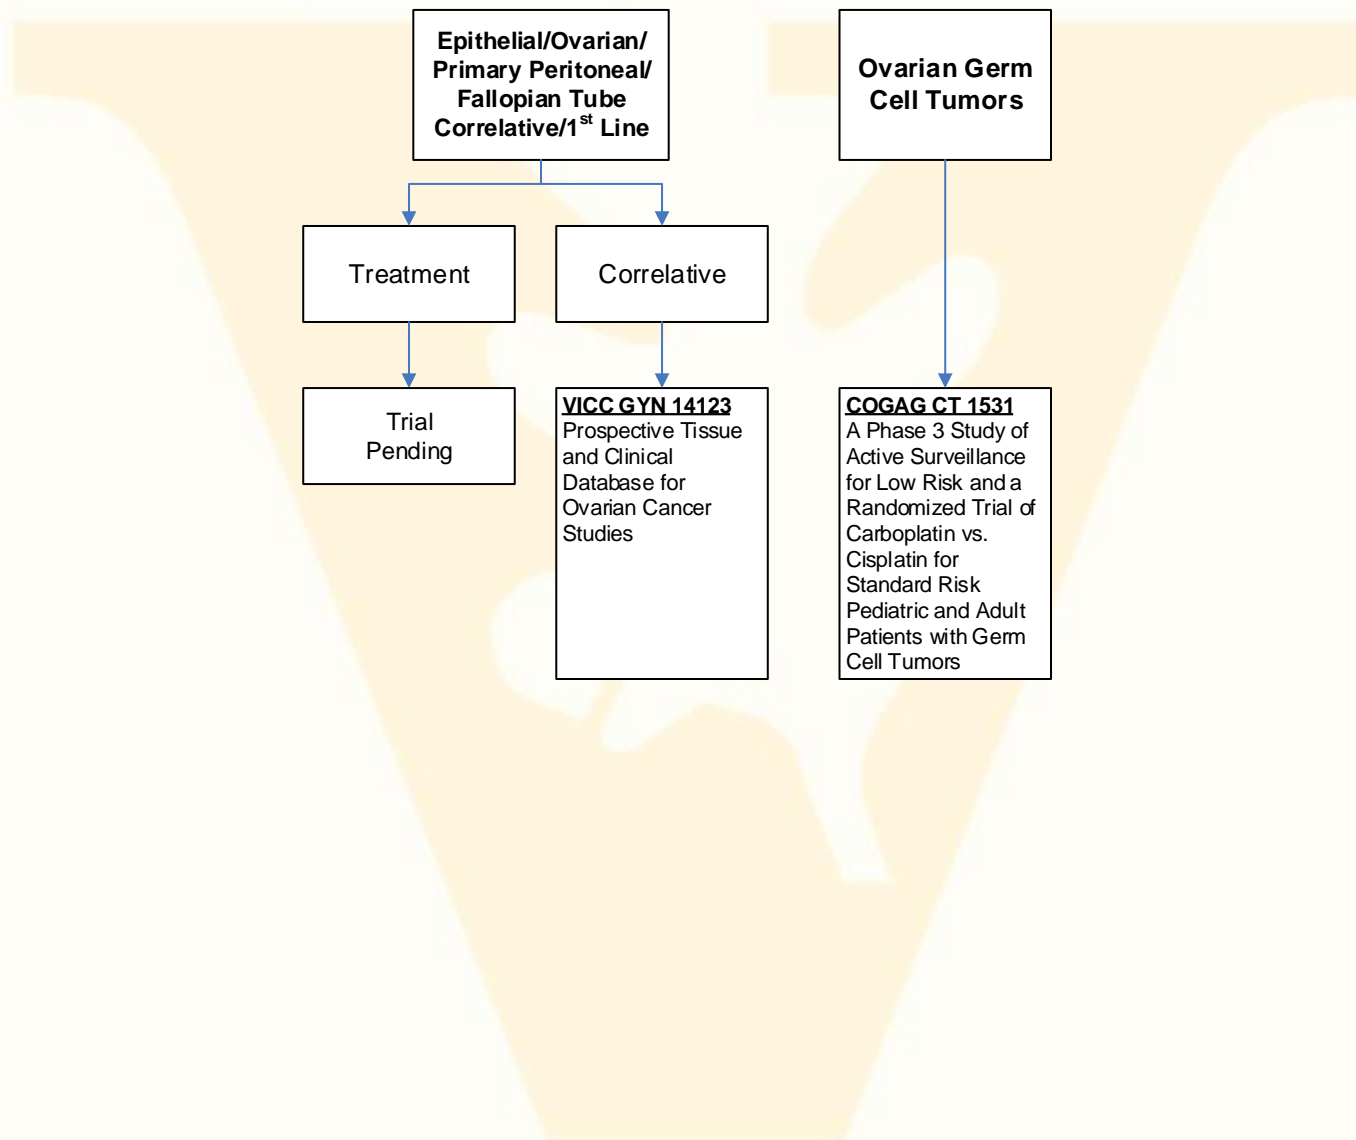 Epithelial/Ovarian/
Primary Peritoneal/
Fallopian Tube
Correlative/1st Line
Ovarian Germ
Cell Tumors
Treatment
Correlative
Trial
Pending
VICC GYN 14123
Prospective Tissue
and Clinical
Database for
Ovarian Cancer
Studies
COGAG CT 1531
A Phase 3 Study of
Active Surveillance
for Low Risk and a
Randomized Trial of
Carboplatin vs.
Cisplatin for
Standard Risk
Pediatric and Adult
Patients with Germ
Cell Tumors